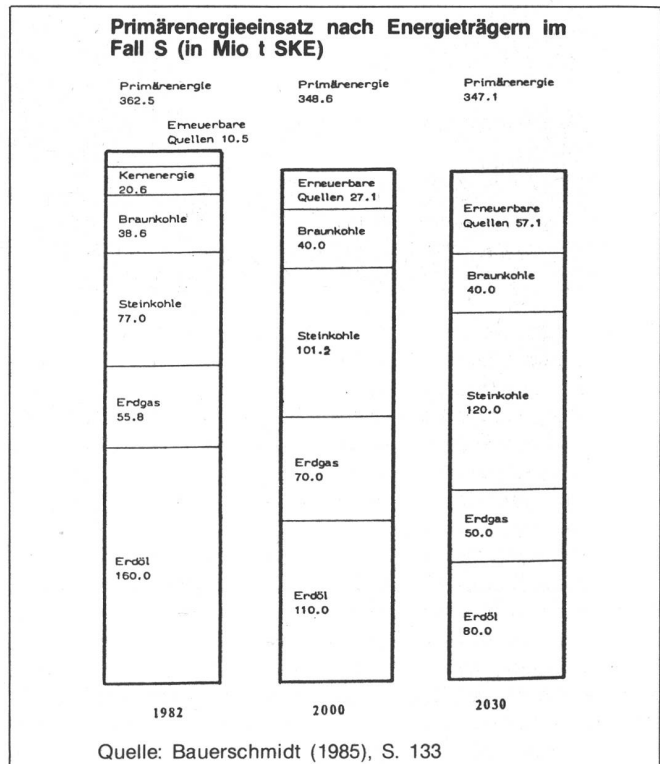 Primärenergieeinsatz nach Energieträgern im
Fall S (in Mio t SKE)
Primärenergie
362.5
Erneuerbare
Quellen 10.5
Kernenergie
20.6
Braunkohle
38.6
Steinkohle
77.0
Erdgas
55.8
Erdöl
160.0
1982
Primärenergie
348.6
Erneuerbare
Quellen 27.1
Braunkohle
40.0
Steinkohle
101.2
Erdgas
70.0
Erdöl
110.0
2000
Primärenergie
347.1
Erneuerbare
Quellen 57.1
Braunkohle
40.0
Steinkohle
120.0
Erdgas
50.0
Erdöl
80.0
2030
Quelle: Bauerschmidt (1985), S. 133